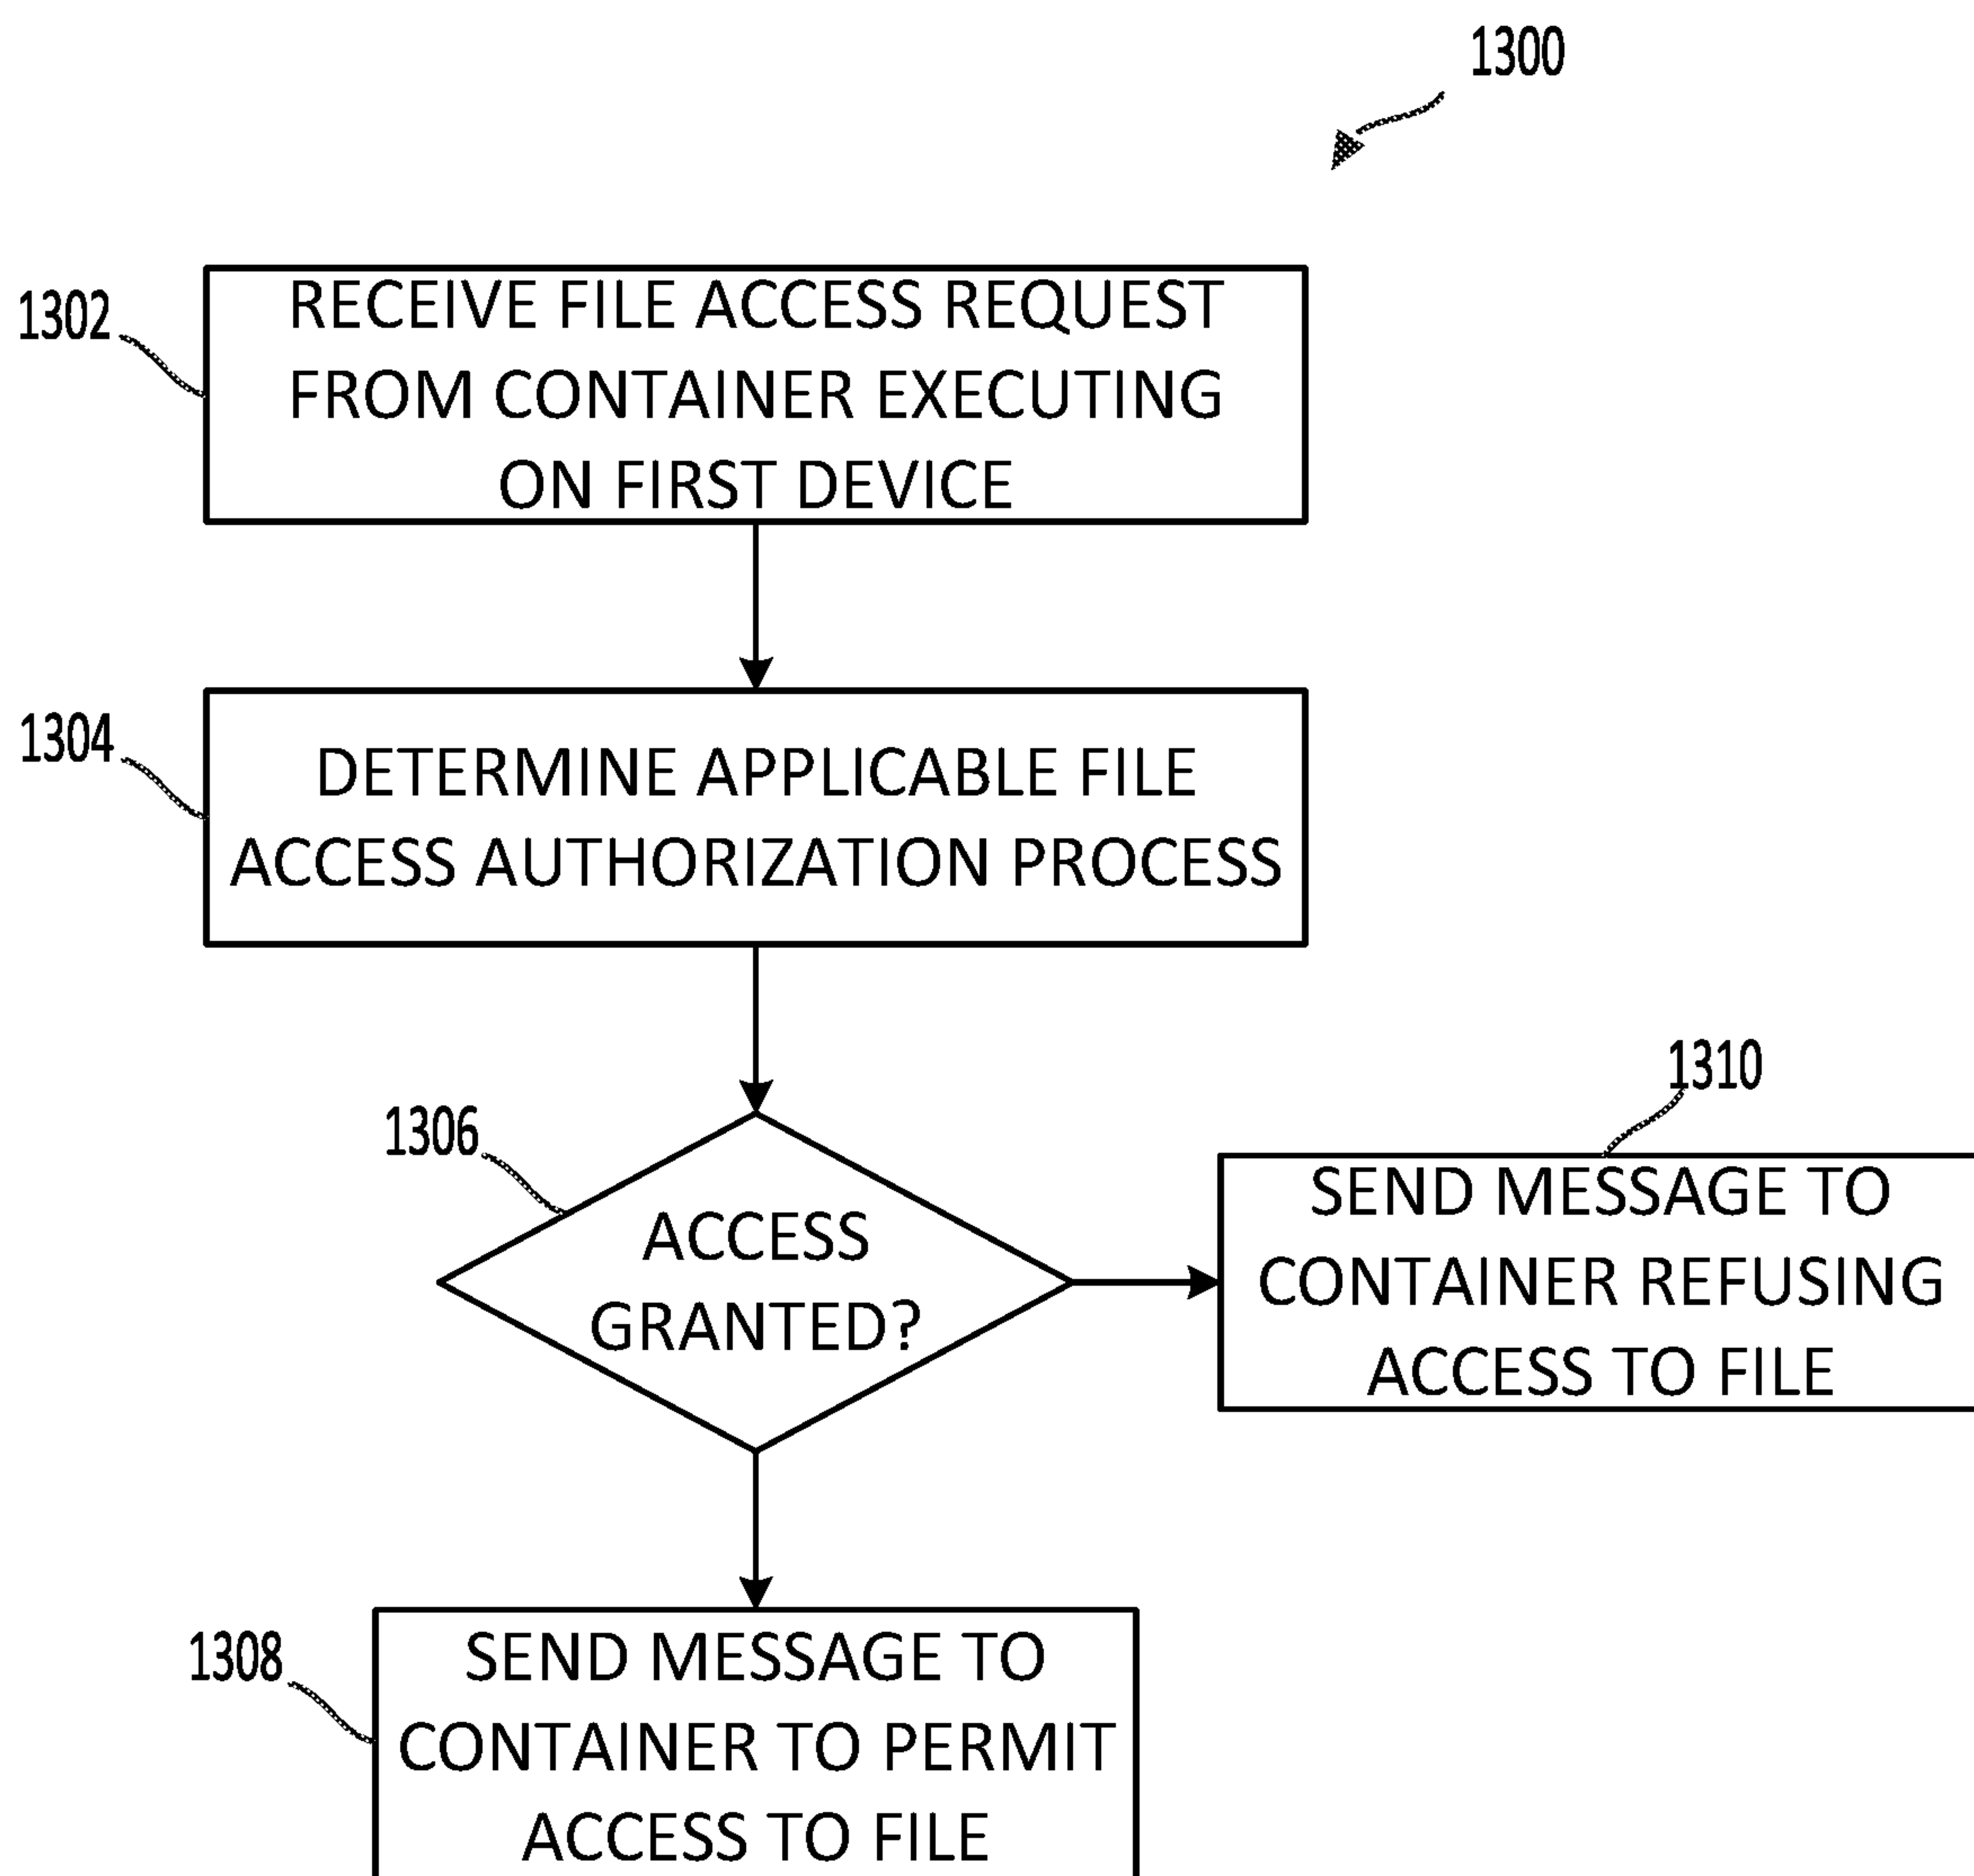 1300
1302
RECEIVE FILE ACCESS REQUEST
FROM CONTAINER EXECUTING
ON FIRST DEVICE
1304
DETERMINE APPLICABLE FILE
ACCESS AUTHORIZATION PROCESS
1306
ACCESS
GRANTED?
1310
SEND MESSAGE TO
CONTAINER REFUSING
ACCESS TO FILE
1308
SEND MESSAGE TO
CONTAINER TO PERMIT
ACCESS TO FILE